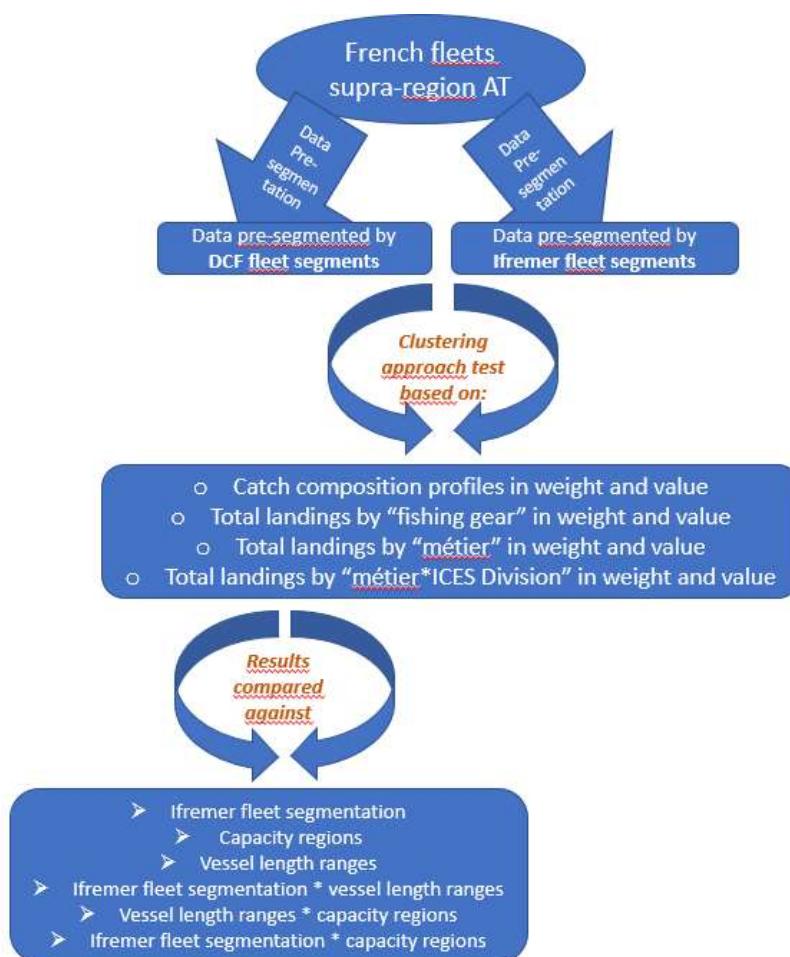 French fleets
supra-region AT
Data
Pre-
segmen
tation
Data
Pre-
segmen
tation
Data pre-segmented by
DCF fleet segments
Data pre-segmented by
Ifremer fleet segments
Clustering
approach test
based on:
o Catch composition profiles in weight and value
o Total landings by “fishing gear” in weight and value
o Total landings by “métier” in weight and value
o Total landings by “métier*ICES Division” in weight and value
Results
compared
against
➢ Ifremer fleet segmentation
➢ Capacity regions
➢ Vessel length ranges
➢ Ifremer fleet segmentation * vessel length ranges
➢ Vessel length ranges * capacity regions
➢ Ifremer fleet segmentation * capacity regions